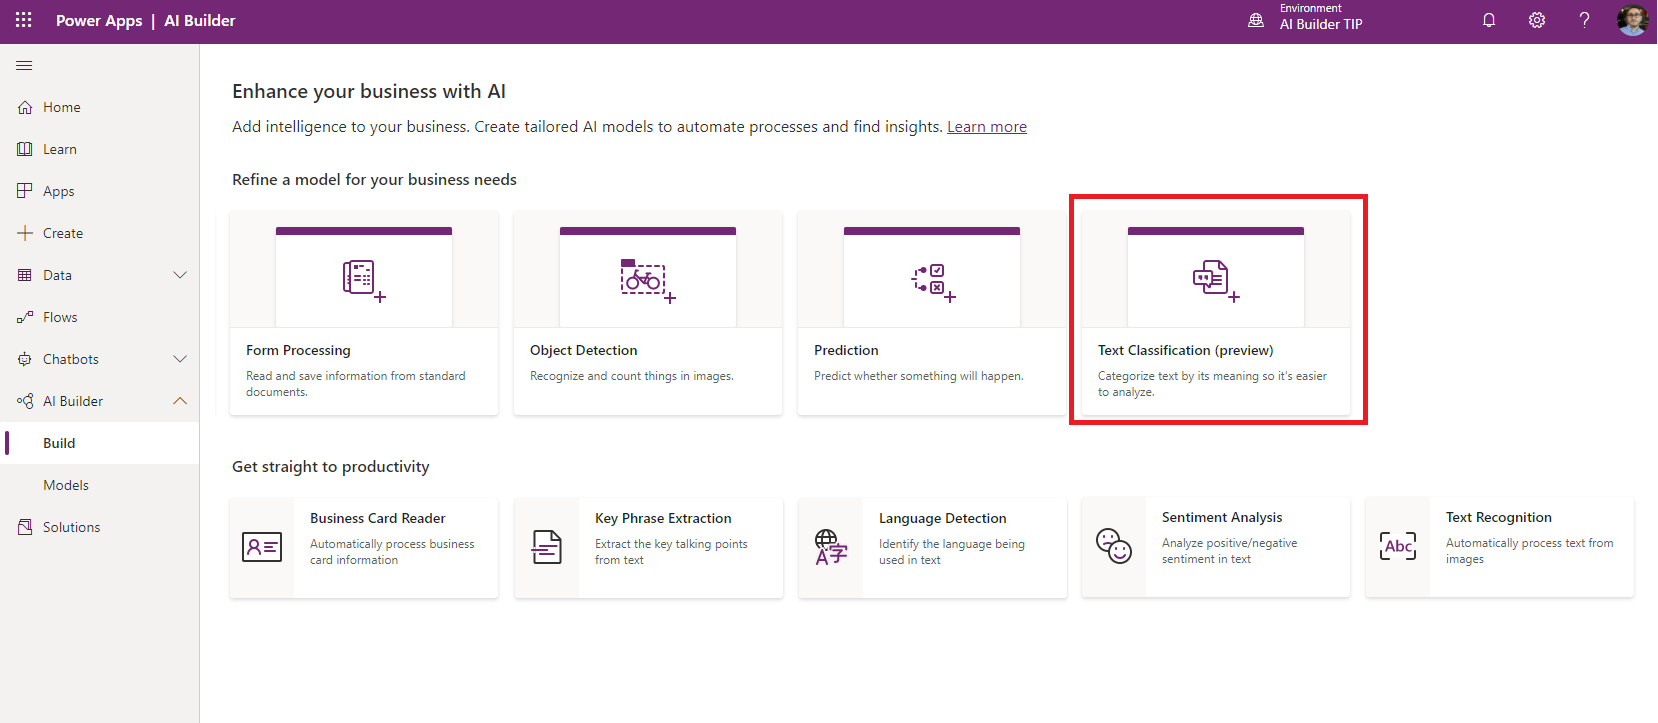 Power Apps | AI Builder
Environment
AI Builder TIP
?
Home
Learn
Apps
Create
Data
Flows
Chatbots
AI Builder
Build
Models
Solutions
Enhance your business with AI
Add intelligence to your business. Create tailored AI models to automate processes and find insights. Learn more
Refine a model for your business needs
Form Processing
Read and save information from standard
documents.
Object Detection
Recognize and count things in images.
Prediction
Predict whether something will happen.
Text Classification (preview)
Categorize text by its meaning so it's easier
to analyze.
Get straight to productivity
Business Card Reader
Automatically process business
card information
Key Phrase Extraction
Extract the key talking points
from text
A字
Language Detection
Identify the language being
used in text
Sentiment Analysis
Analyze positive/negative
sentiment in text
Abc
Text Recognition
Automatically process text from
images